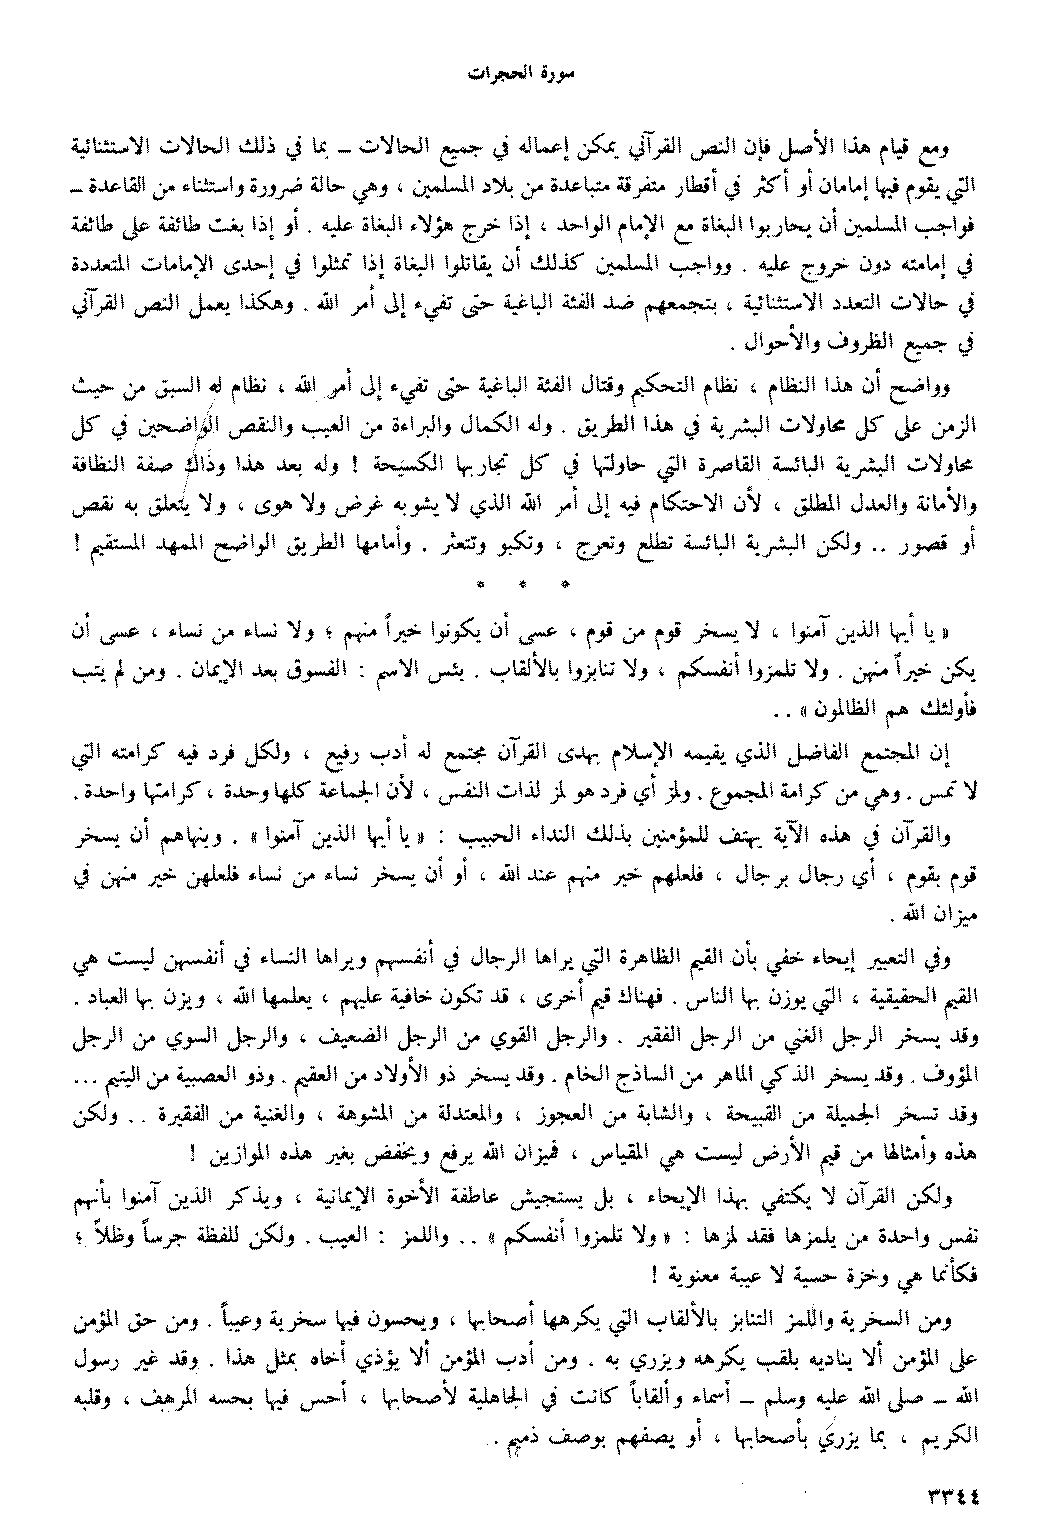 سورة الحجرات
ومع قيام هذا الأصل فإن النص القرآني يمكن إعماله في جميع الحالات – بما في ذلك الحالات الاستثنائية
التي يقوم فيها إمامان أو أكثر في أقطار متفرقة متباعدة من بلاد المسلمين ، وهي حالة ضرورة واستثناء من القاعدة –
فواجب المسلمين أن يحاربوا البغاة مع الإمام الواحد ، إذا خرج هؤلاء البغاة عليه . أو إذا بغت طائفة على طائفة
في إمامته دون خروج عليه . وواجب المسلمين كذلك أن يقاتلوا البغاة إذا تمثلوا في إحدى الإمامات المتعددة
في حالات التعدد الاستثنائية ، بتجمعهم ضد الفئة الباغية حتى تفيء إلى أمر الله . وهكذا يعمل النص القرآني
في جميع الظروف والأحوال .
وواضح أن هذا النظام ، نظام التحكيم وقتال الفئة الباغية حتى تفيء إلى أمر الله ، نظام له السبق من حيث
الزمن على كل محاولات البشرية في هذا الطريق . وله الكمال والبراءة من العيب والنقص الواضحين في كل
محاولات البشرية البائسة القاصرة التي حاولتها في كل تجاربها الكسيحة ! وله بعد هذا وذاك صفة النظافة
والأمانة والعدل المطلق ، لأن الاحتكام فيه إلى أمر الله الذي لا يشوبه غرض ولا هوى ، ولا يتعلق به نقص
أو قصور .. ولكن البشرية البائسة تطلع وتعرج ، وتكبو وتتعثر . وأمامها الطريق الواضح الممهد المستقيم !
* * *
« يا أيها الذين آمنوا ، لا يسخر قوم من قوم ، عسى أن يكونوا خيراً منهم ؛ ولا نساء من نساء ، عسى أن
يكن خيراً منهن . ولا تلمزوا أنفسكم ، ولا تنابزوا بالألقاب . بئس الاسم : الفسوق بعد الإيمان . ومن لم يتب
فأولئك هم الظالمون » ..
إن المجتمع الفاضل الذي يقيمه الإسلام بهدى القرآن مجتمع له أدب رفيع ، ولكل فرد فيه كرامته التي
لا تمس . وهي من كرامة المجموع . ولمز أي فرد هو لمز لذات النفس ، لأن الجماعة كلها وحدة ، كرامتها واحدة .
والقرآن في هذه الآية يهتف للمؤمنين بذلك النداء الحبيب : « يا أيها الذين آمنوا » . وينهاهم أن يسخر
قوم بقوم ، أي رجال برجال ، فلعلهم خير منهم عند الله ، أو أن يسخر نساء من نساء فلعلهن خير منهن في
ميزان الله .
وفي التعبير إيحاء خفي بأن القيم الظاهرة التي يراها الرجال في أنفسهم ويراها النساء في أنفسهن ليست هي
القيم الحقيقية ، التي يوزن بها الناس . فهناك قيم أخرى ، قد تكون خافية عليهم ، يعلمها الله ، ويزن بها العباد .
وقد يسخر الرجل الغني من الرجل الفقير . والرجل القوي من الرجل الضعيف ، والرجل السوي من الرجل
المؤوف . وقد يسخر الذكي الماهر من الساذج الخام . وقد يسخر ذو الأولاد من العقيم . وذو العصبية من اليتيم ...
وقد تسخر الجميلة من القبيحة ، والشابة من العجوز ، والمعتدلة من المشوهة ، والغنية من الفقيرة .. ولكن
هذه وأمثالها من قيم الأرض ليست هي المقياس ، فميزان الله يرفع ويخفض بغير هذه الموازين !
ولكن القرآن لا يكتفي بهذا الإيحاء ، بل يستجيش عاطفة الأخوة الإيمانية ، ويذكر الذين آمنوا بأنهم
نفس واحدة من يلمزها فقد لمزها : « ولا تلمزوا أنفسكم » .. واللمز : العيب . ولكن للفظة جرساً وظلاً ؛
فكأنما هي وخزة حسية لا عيبة معنوية !
ومن السخرية واللمز التنابز بالألقاب التي يكرهها أصحابها ، ويحسون فيها سخرية وعيباً . ومن حق المؤمن
على المؤمن ألا يناديه بلقب يكرهه ويزري به . ومن أدب المؤمن ألا يؤذي أخاه بمثل هذا . وقد غير رسول
الله – صلى الله عليه وسلم – أسماء وألقاباً كانت في الجاهلية لأصحابها ، أحس فيها بحسه المرهف ، وقلبه
الكريم ، بما يزري بأصحابها ، أو يصفهم بوصف ذميم .
٣٣٤٤